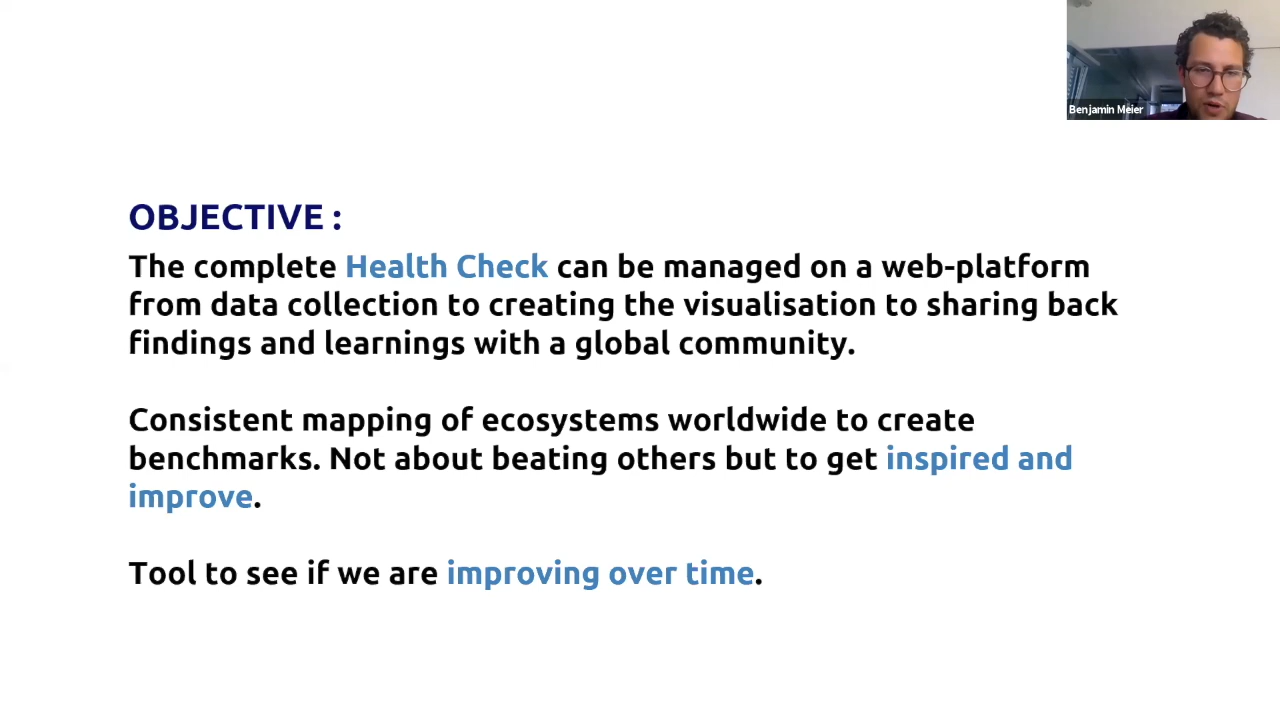 Benjamin Meier
OBJECTIVE :
The complete Health Check can be managed on a web-platform
from data collection to creating the visualisation to sharing back
findings and learnings with a global community.
Consistent mapping of ecosystems worldwide to create
benchmarks. Not about beating others but to get inspired and
improve.
Tool to see if we are improving over time.